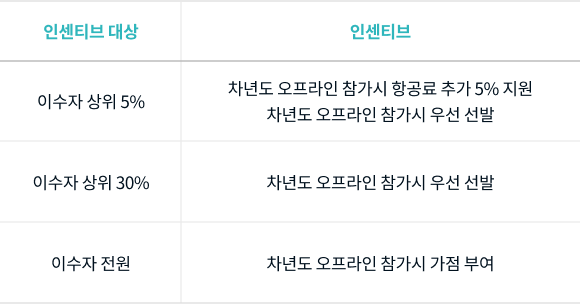 인센티브 대상
인센티브
이수자 상위 5%
차년도 오프라인 참가시 항공료 추가 5% 지원
차년도 오프라인 참가시 우선 선발
이수자 상위 30%
차년도 오프라인 참가시 우선 선발
이수자 전원
차년도 오프라인 참가시 가점 부여